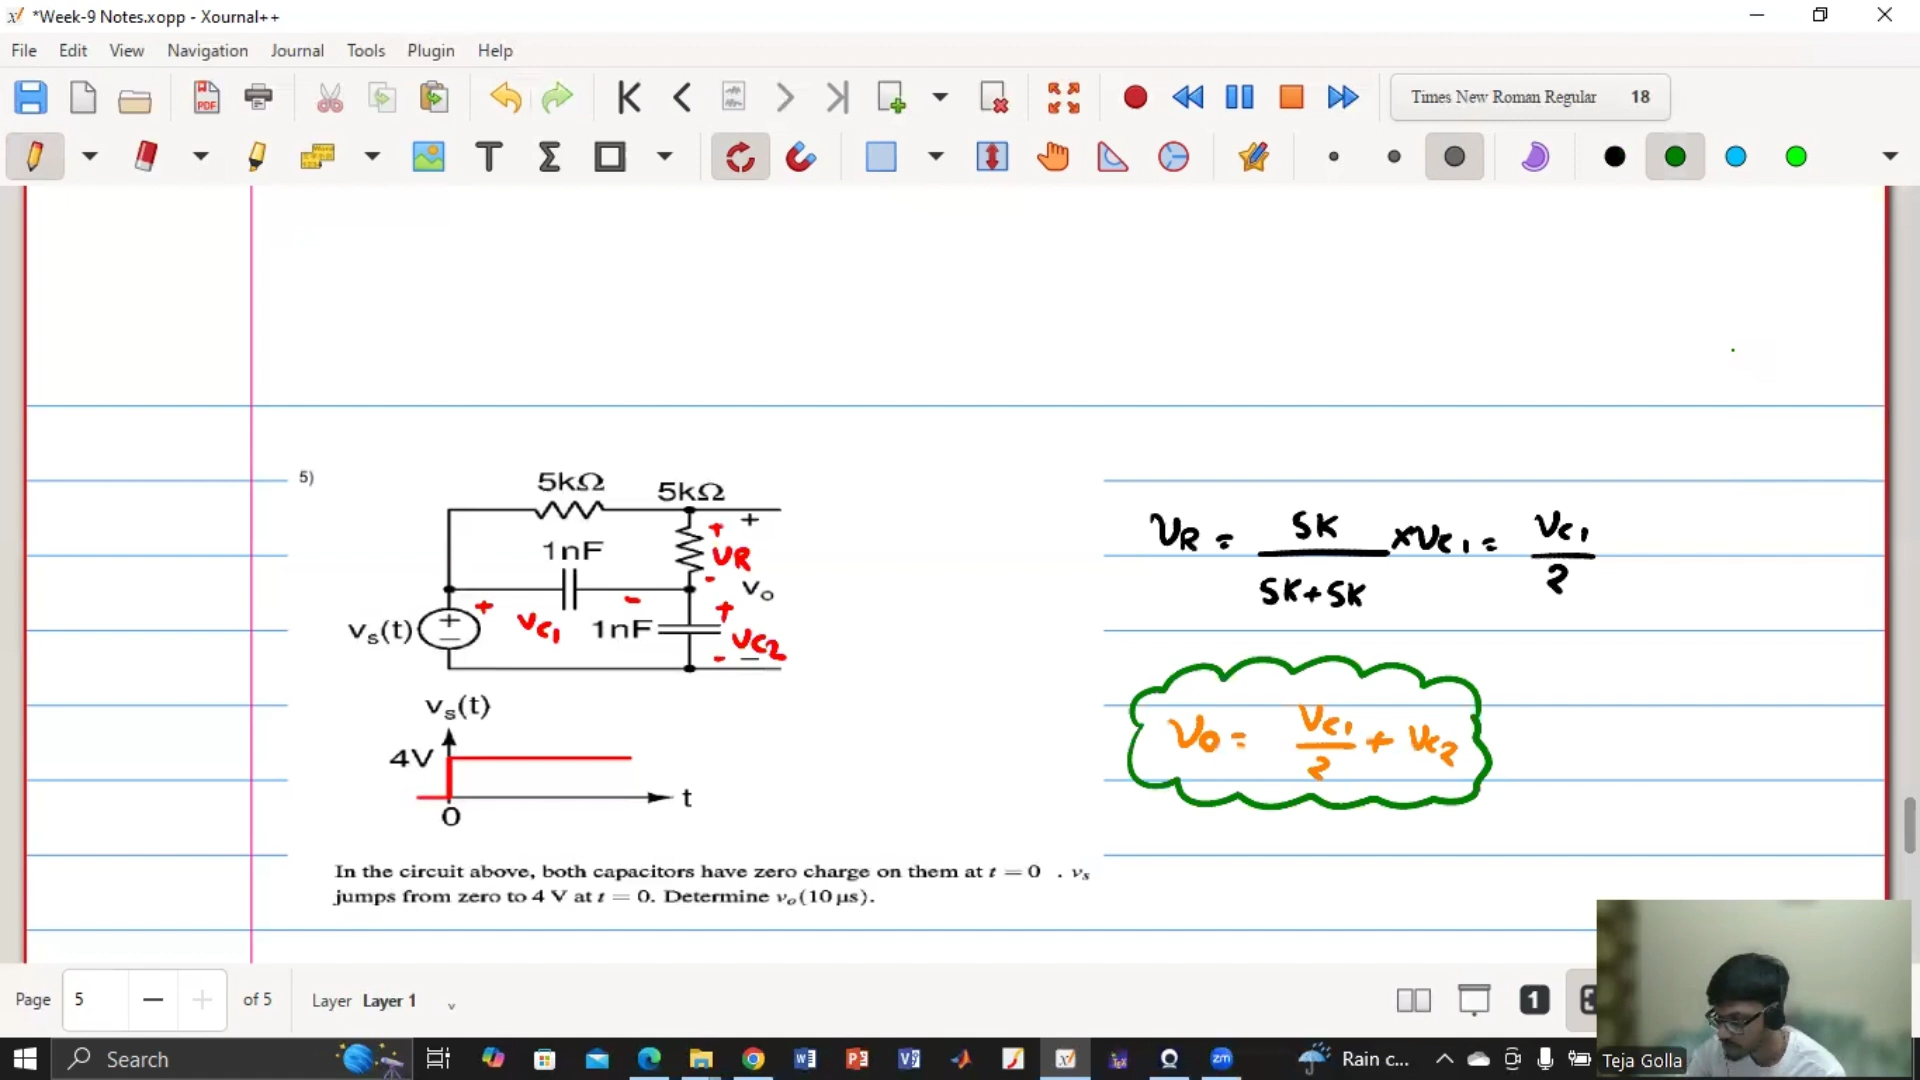 *Week-9 Notes.xopp - Xournal++
File Edit View Navigation Journal Tools Plugin Help
PDF
Times New Roman Regular 18
5)
5kΩ
5kΩ
1nF
+
+
VR
-
vo
+
-
+
vs(t)
+
-
VC1
1nF
VC2
-
-
vs(t)
4V
t
0
In the circuit above, both capacitors have zero charge on them at t = 0 . vs
jumps from zero to 4 V at t = 0. Determine vo(10 μs).
VR = 5K / 5K+5K × VC1 = VC1 / 2
VO = VC1 / 2 + VC2
Page 5 of 5 Layer Layer 1
1
Search
Rain c...
Teja Golla
zm